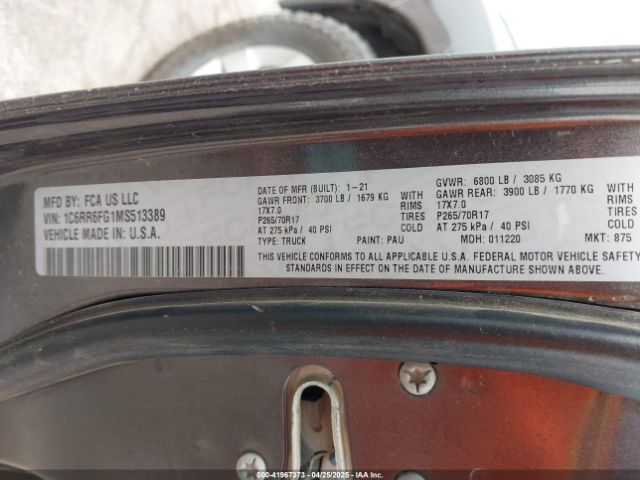 MFD BY: FCA US LLC
VIN: 1C6RR6FG1MS513389
VEHICLE MADE IN: U.S.A.
DATE OF MFR (BUILT): 1-21
GAWR FRONT: 3700 LB / 1679 KG
17X7.0
P265/70R17
AT 275 kPa / 40 PSI
TYPE: TRUCK PAINT: PAU MDH: 011220 MKT: 875
WITH
RIMS
TIRES
COLD
GVWR: 6800 LB / 3085 KG
GAWR REAR: 3900 LB / 1770 KG
17X7.0
P265/70R17
AT 275 kPa / 40 PSI
WITH
RIMS
TIRES
COLD
THIS VEHICLE CONFORMS TO ALL APPLICABLE U.S.A. FEDERAL MOTOR VEHICLE SAFETY
STANDARDS IN EFFECT ON THE DATE OF MANUFACTURE SHOWN ABOVE.
COPY: 000-41967373 — 04/25/2025 — IAA Inc.